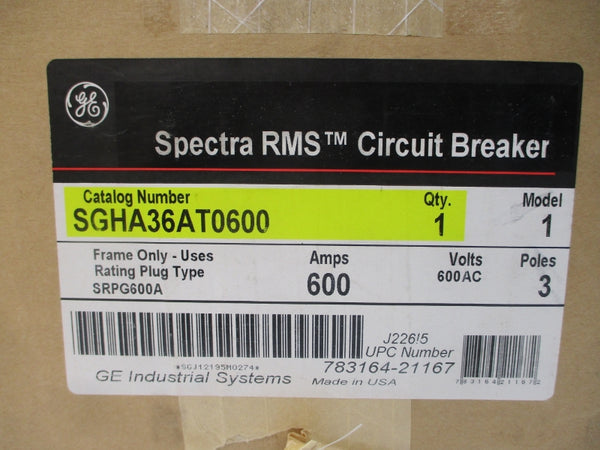 GE
Spectra RMS™ Circuit Breaker
Catalog Number Qty. Model
SGHA36AT0600 1 1
Frame Only - Uses Amps Volts Poles
Rating Plug Type 600 600AC 3
SRPG600A
J226!5
UPC Number
*SGJ12195M0274* 783164-21167
GE Industrial Systems Made in USA